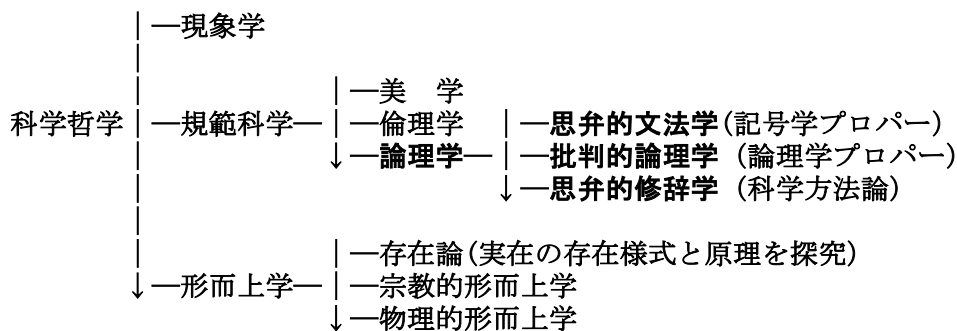 現象学
美　学
科学哲学 規範科学 倫理学 思弁的文法学(記号学プロパー)
論理学 批判的論理学 (論理学プロパー)
思弁的修辞学 (科学方法論)
存在論(実在の存在様式と原理を探究)
形而上学 宗教的形而上学
物理的形而上学